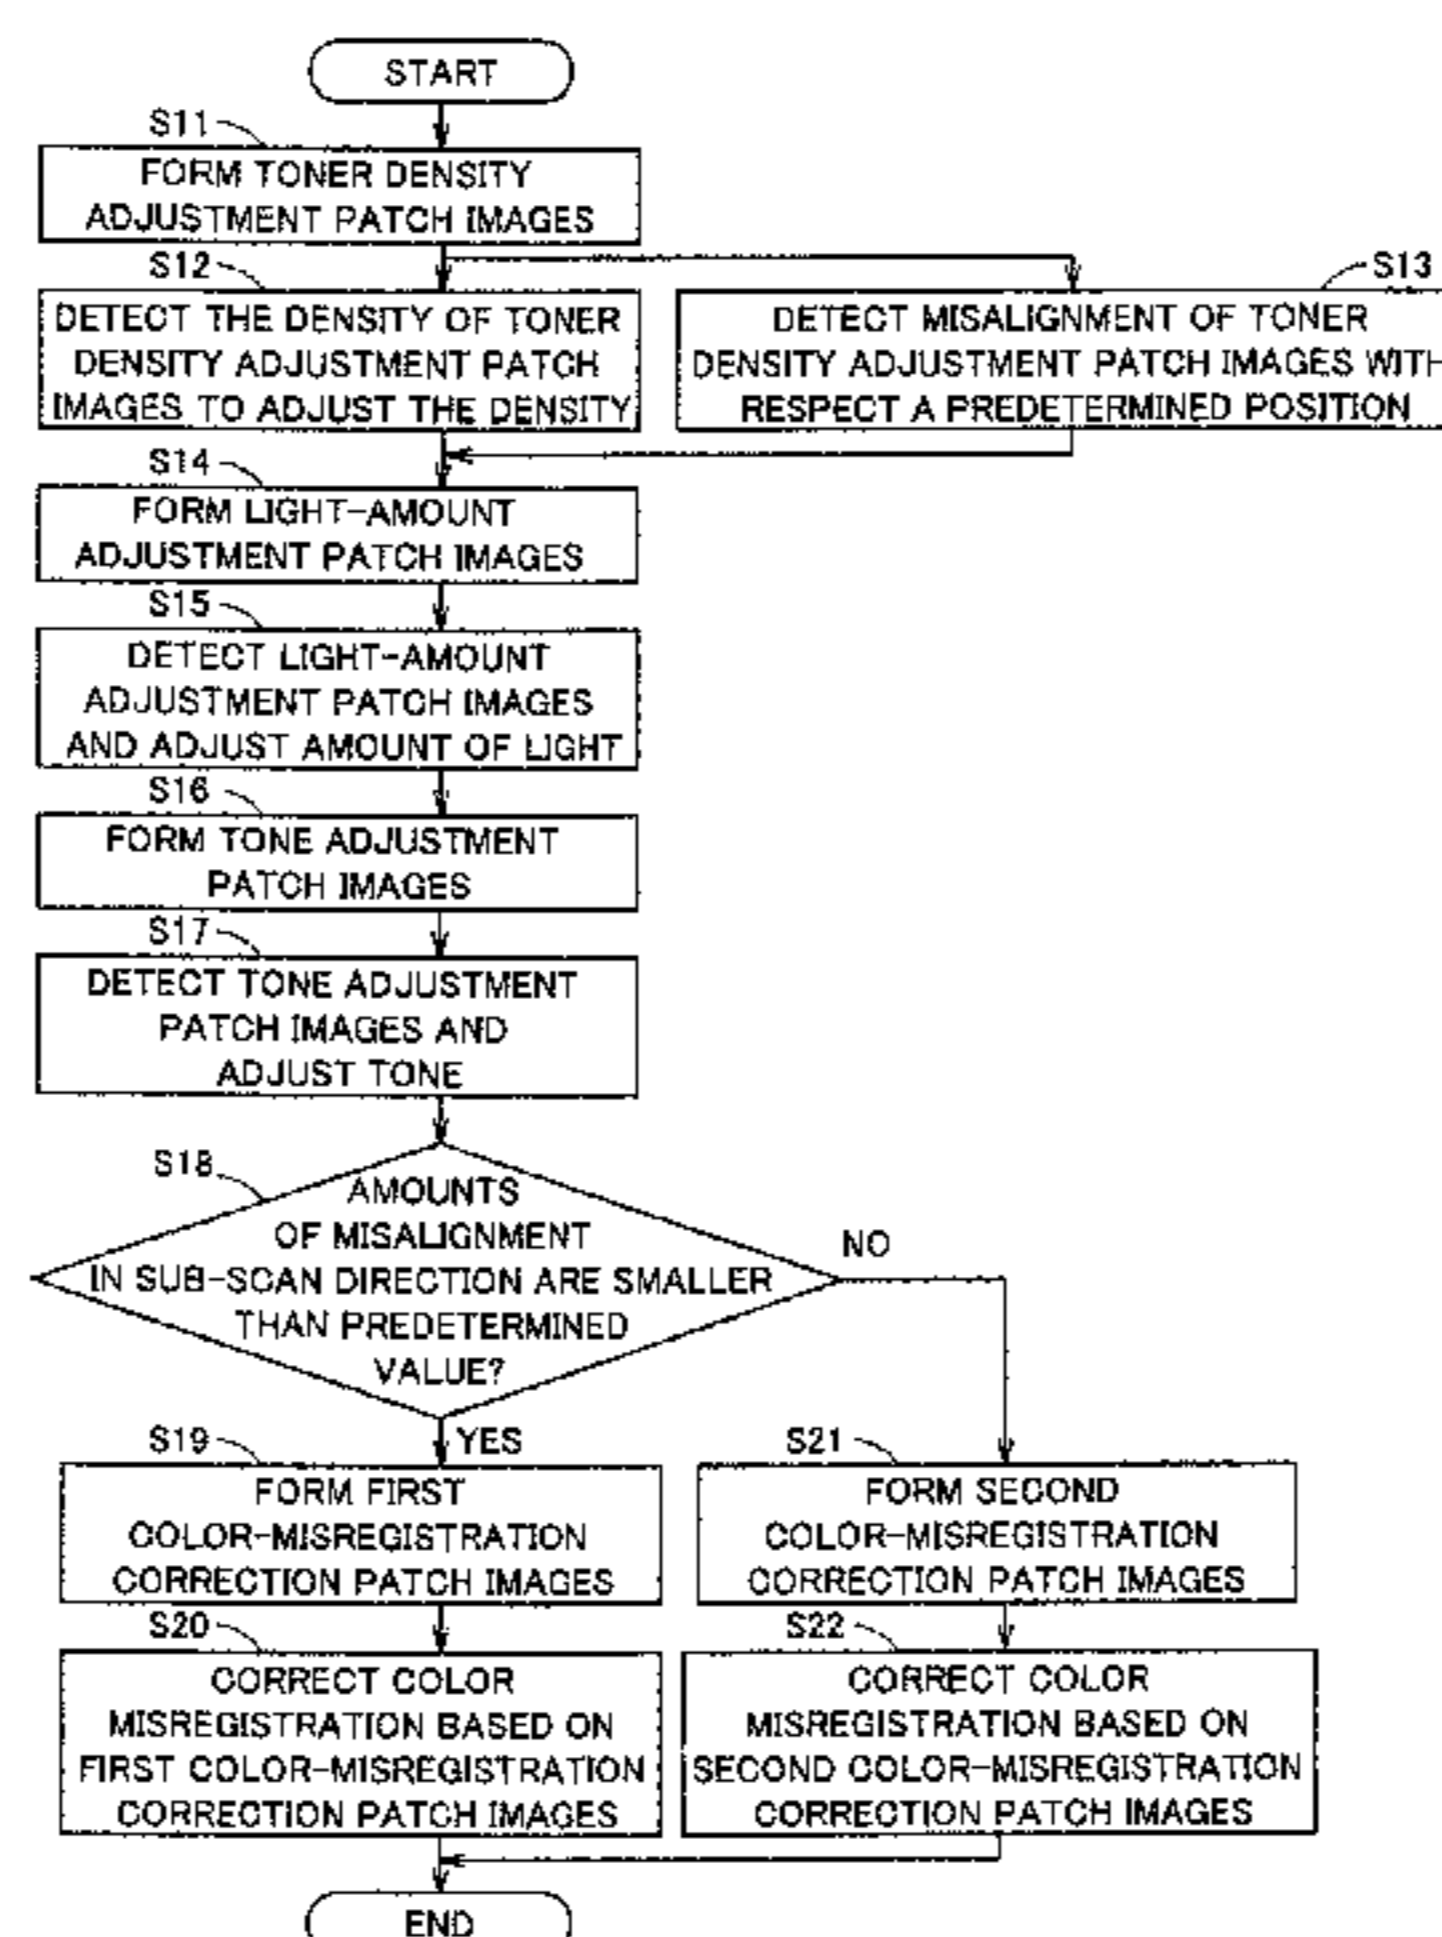 START
S11
FORM TONER DENSITY
ADJUSTMENT PATCH IMAGES
S12
DETECT THE DENSITY OF TONER
DENSITY ADJUSTMENT PATCH
IMAGES TO ADJUST THE DENSITY
S13
DETECT MISALIGNMENT OF TONER
DENSITY ADJUSTMENT PATCH IMAGES WITH
RESPECT A PREDETERMINED POSITION
S14
FORM LIGHT-AMOUNT
ADJUSTMENT PATCH IMAGES
S15
DETECT LIGHT-AMOUNT
ADJUSTMENT PATCH IMAGES
AND ADJUST AMOUNT OF LIGHT
S16
FORM TONE ADJUSTMENT
PATCH IMAGES
S17
DETECT TONE ADJUSTMENT
PATCH IMAGES AND
ADJUST TONE
S18
AMOUNTS
OF MISALIGNMENT
IN SUB-SCAN DIRECTION ARE SMALLER
THAN PREDETERMINED
VALUE?
NO
YES
S19
FORM FIRST
COLOR-MISREGISTRATION
CORRECTION PATCH IMAGES
S21
FORM SECOND
COLOR-MISREGISTRATION
CORRECTION PATCH IMAGES
S20
CORRECT COLOR
MISREGISTRATION BASED ON
FIRST COLOR-MISREGISTRATION
CORRECTION PATCH IMAGES
S22
CORRECT COLOR
MISREGISTRATION BASED ON
SECOND COLOR-MISREGISTRATION
CORRECTION PATCH IMAGES
END